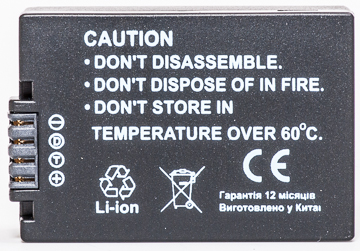 CAUTION
•DON'T DISASSEMBLE.
•DON'T DISPOSE OF IN FIRE.
•DON'T STORE IN
TEMPERATURE OVER 60°C.
D T
Li-ion
CE
Гарантія 12 місяців
Виготовлено у Китаї